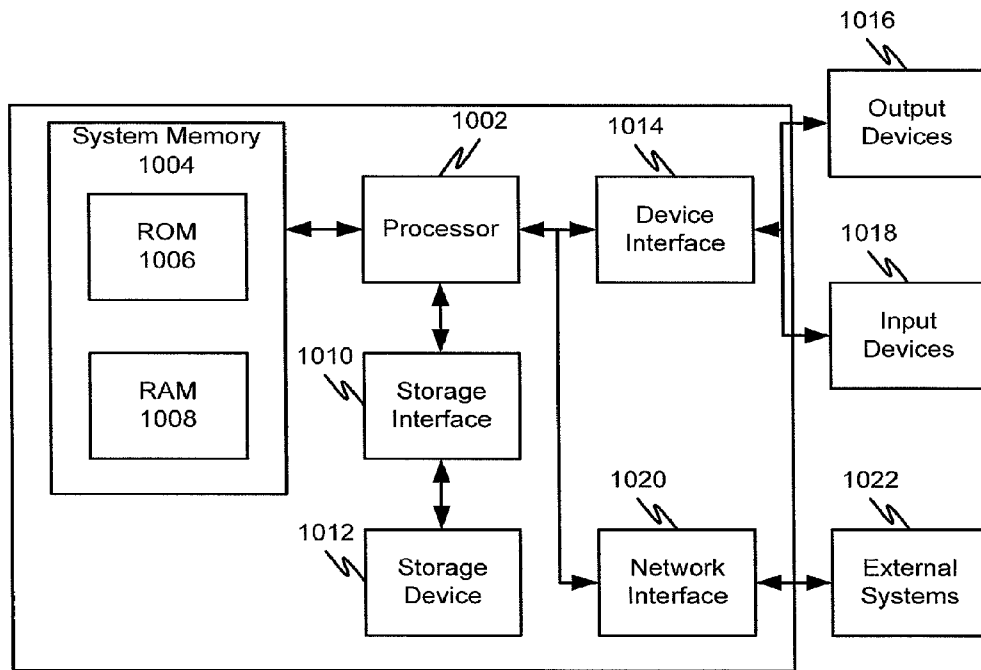 1016
Output
Devices
System Memory
1004
1002
1014
ROM
1006
Processor
Device
Interface
1018
Input
Devices
RAM
1008
1010
Storage
Interface
1020
1022
1012
Storage
Device
Network
Interface
External
Systems